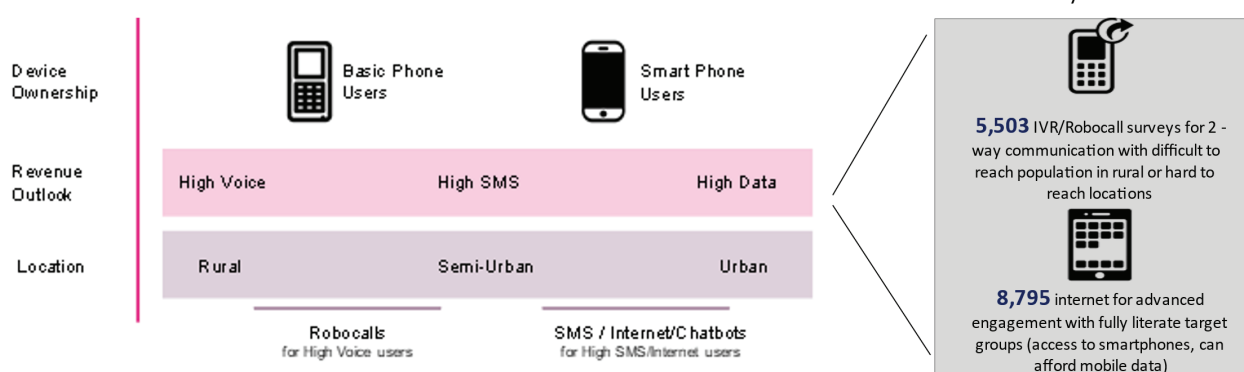 Device
Ownership
Basic Phone
Users
Smart Phone
Users
Revenue
Outlook
High Voice
High SMS
High Data
Location
Rural
Semi-Urban
Urban
Robocalls
for High Voice users
SMS / Internet/Chatbots
for High SMS/Internet users
5,503 IVR/Robocall surveys for 2 -
way communication with difficult to
reach population in rural or hard to
reach locations
8,795 internet for advanced
engagement with fully literate target
groups (access to smartphones, can
afford mobile data)